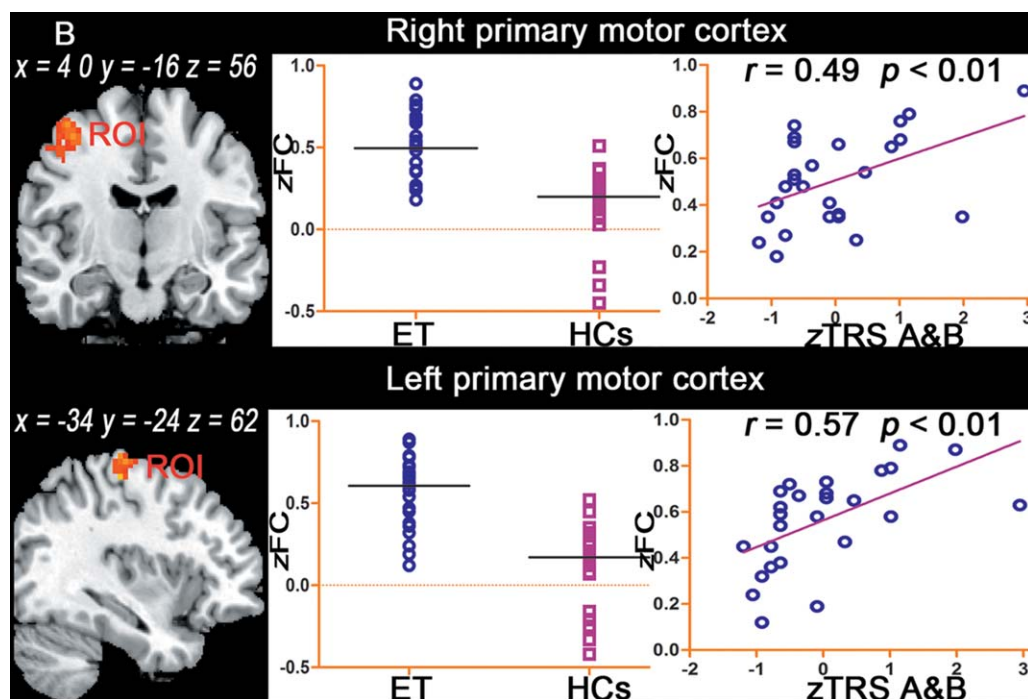 B
Right primary motor cortex
x = 4 0 y = -16 z = 56
ROI
1.0
0.5
0.0
-0.5
zFC
ET
HCs
r = 0.49 p < 0.01
1.0
0.8
0.6
0.4
0.2
0.0
zFC
-2 -1 0 1 2 3
zTRS A&B
Left primary motor cortex
x = -34 y = -24 z = 62
ROI
1.0
0.5
0.0
-0.5
zFC
ET
HCs
r = 0.57 p < 0.01
1.0
0.8
0.6
0.4
0.2
0.0
zFC
-2 -1 0 1 2 3
zTRS A&B